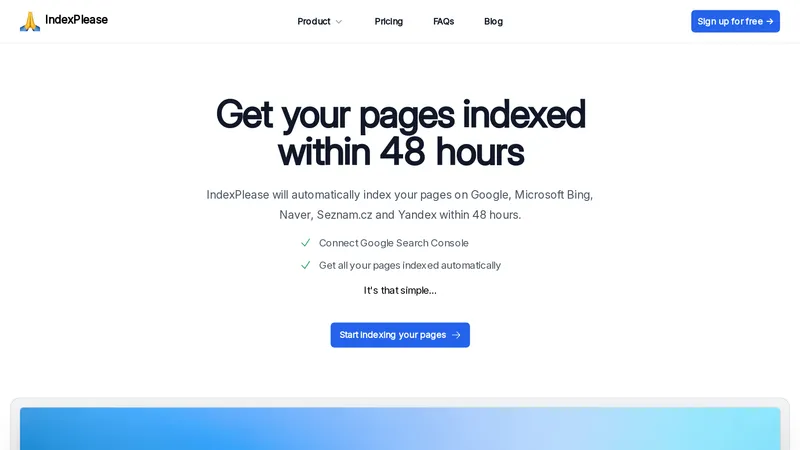 IndexPlease
Product
Pricing
FAQs
Blog
Sign up for free →
Get your pages indexed
within 48 hours
IndexPlease will automatically index your pages on Google, Microsoft Bing,
Naver, Seznam.cz and Yandex within 48 hours.
Connect Google Search Console
Get all your pages indexed automatically
It's that simple...
Start indexing your pages →